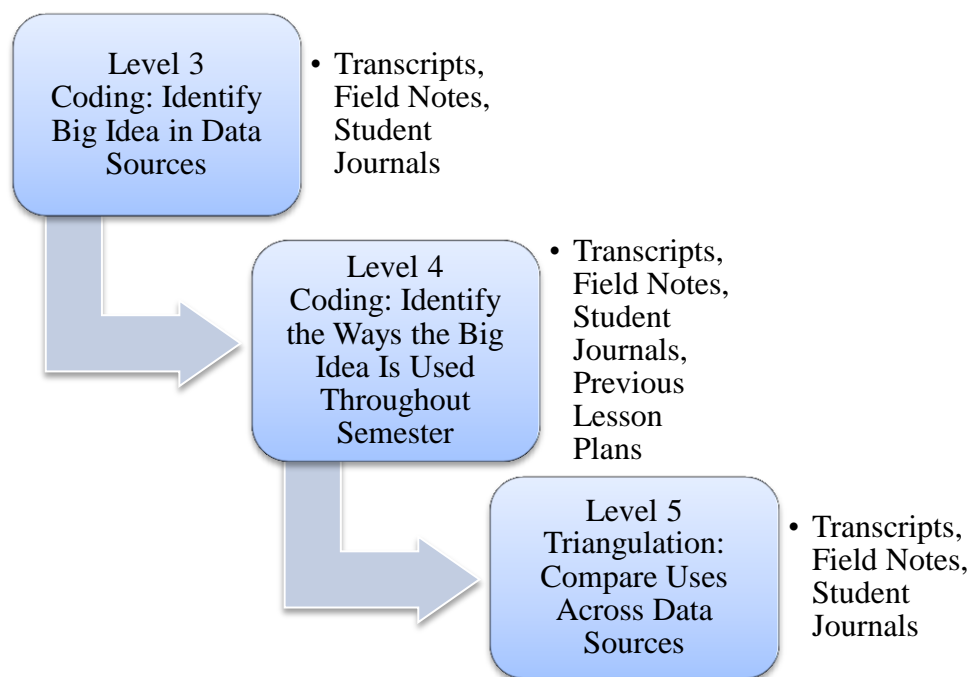 Level 3
Coding: Identify
Big Idea in Data
Sources
• Transcripts,
Field Notes,
Student
Journals
Level 4
Coding: Identify
the Ways the Big
Idea Is Used
Throughout
Semester
• Transcripts,
Field Notes,
Student
Journals,
Previous
Lesson
Plans
Level 5
Triangulation:
Compare Uses
Across Data
Sources
• Transcripts,
Field Notes,
Student
Journals